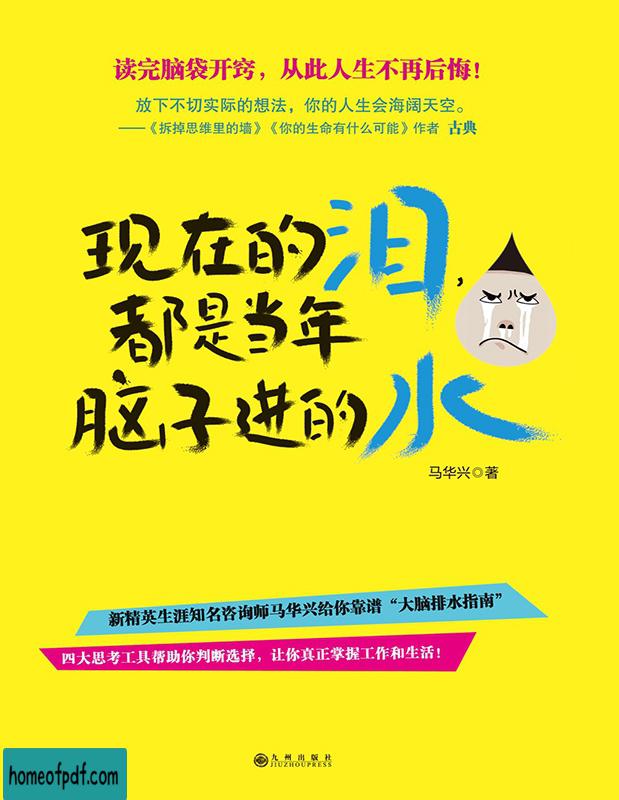 读完脑袋开窍，从此人生不再后悔！
放下不切实际的想法，你的人生会海阔天空。
——《拆掉思维里的墙》《你的生命有什么可能》作者 古典
现在的泪，
都是当年
脑子进的水
马华兴◎著
新精英生涯知名咨询师马华兴给你靠谱“大脑排水指南”
四大思考工具帮助你判断选择，让你真正掌握工作和生活！
九州出版社
JIUZHOUPRESS
homeofpdf.com